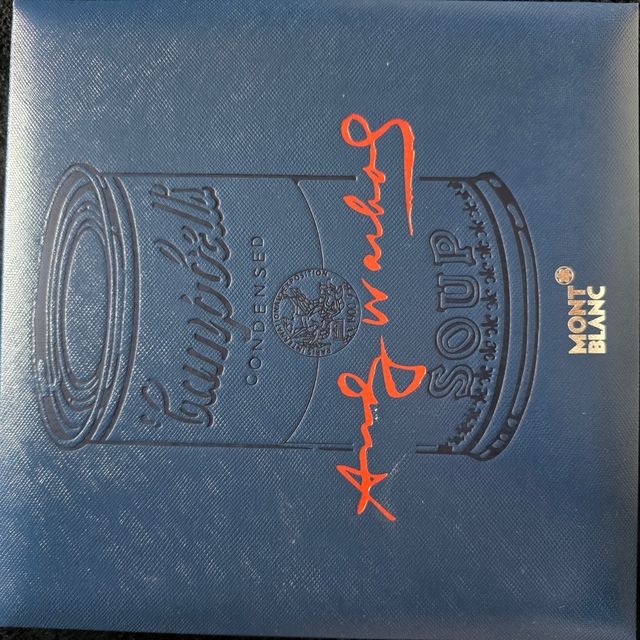 Campbell's
CONDENSED
Andy Warhol
SOUP
MONT
BLANC